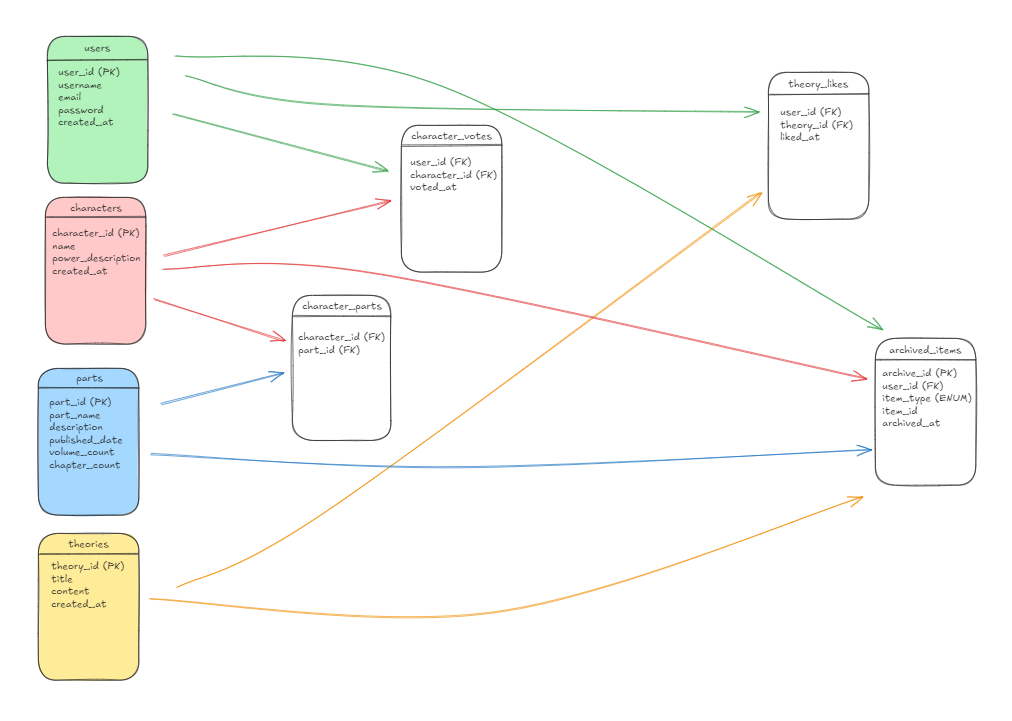 users
user_id (PK)
username
email
password
created_at
characters
character_id (PK)
name
power_description
created_at
parts
part_id (PK)
part_name
description
published_date
volume_count
chapter_count
theories
theory_id (PK)
title
content
created_at
character_votes
user_id (FK)
character_id (FK)
voted_at
character_parts
character_id (FK)
part_id (FK)
theory_likes
user_id (FK)
theory_id (FK)
liked_at
archived_items
archive_id (PK)
user_id (FK)
item_type (ENUM)
item_id
archived_at